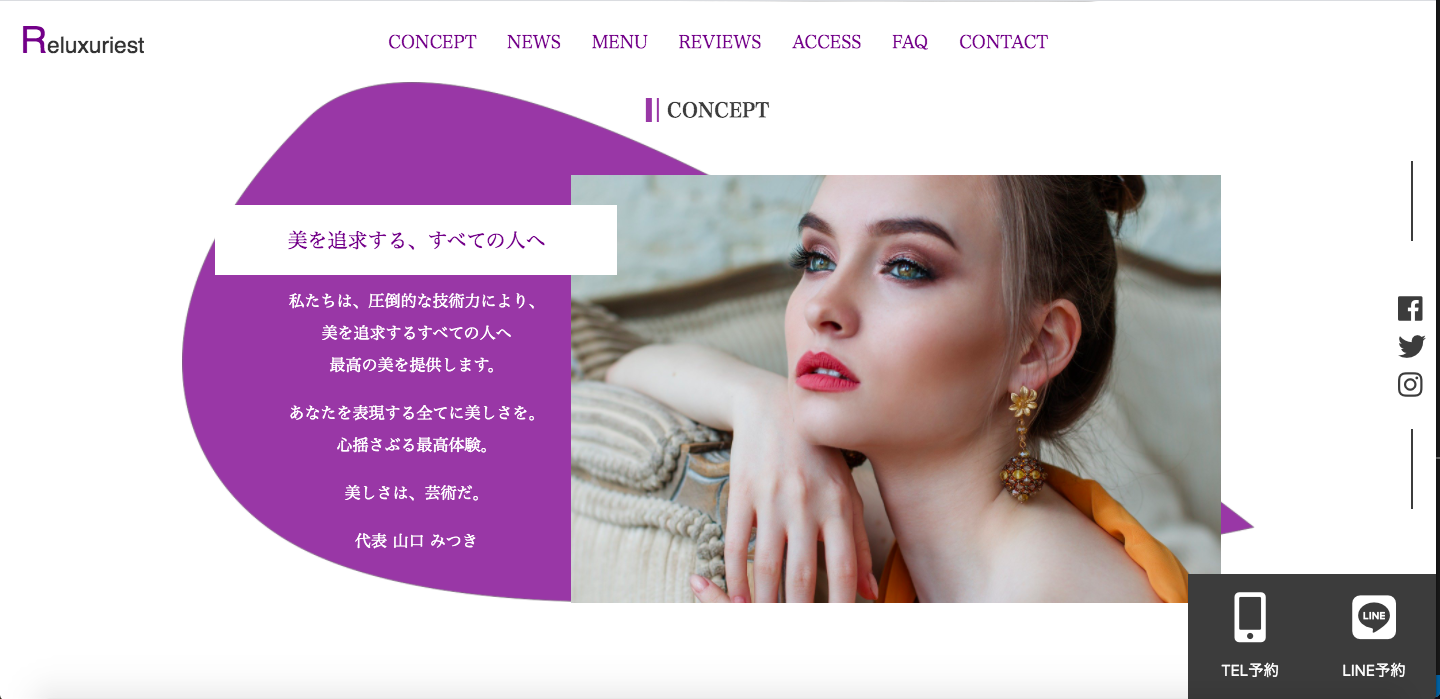 Reluxuriest
CONCEPT NEWS MENU REVIEWS ACCESS FAQ CONTACT
CONCEPT
美を追求する、すべての人へ
私たちは、圧倒的な技術力により、
美を追求するすべての人へ
最高の美を提供します。
あなたを表現する全てに美しさを。
心揺さぶる最高体験。
美しさは、芸術だ。
代表 山口 みつき
LINE
TEL予約 LINE予約